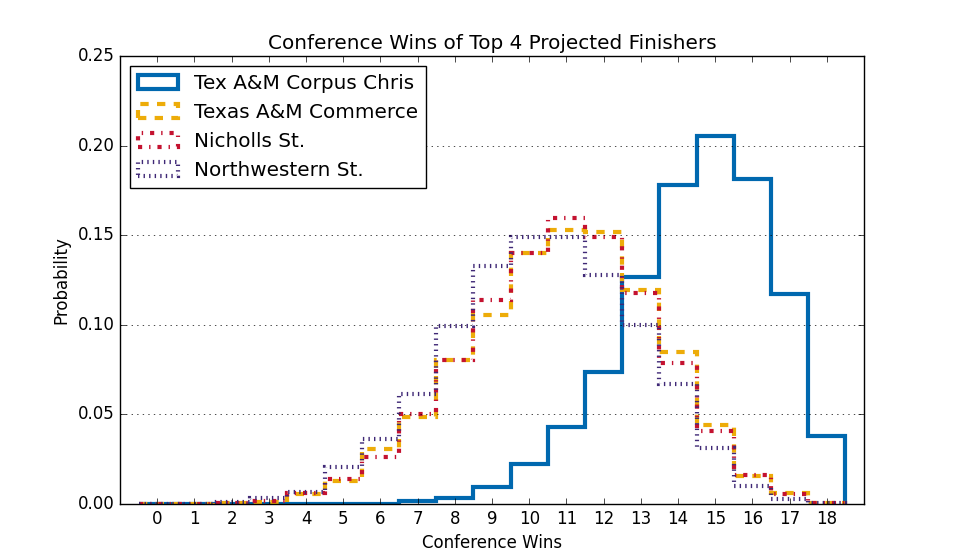 Conference Wins of Top 4 Projected Finishers
0.25
0.20
0.15
0.10
0.05
0.00
Probability
Tex A&M Corpus Chris
Texas A&M Commerce
Nicholls St.
Northwestern St.
0 1 2 3 4 5 6 7 8 9 10 11 12 13 14 15 16 17 18
Conference Wins